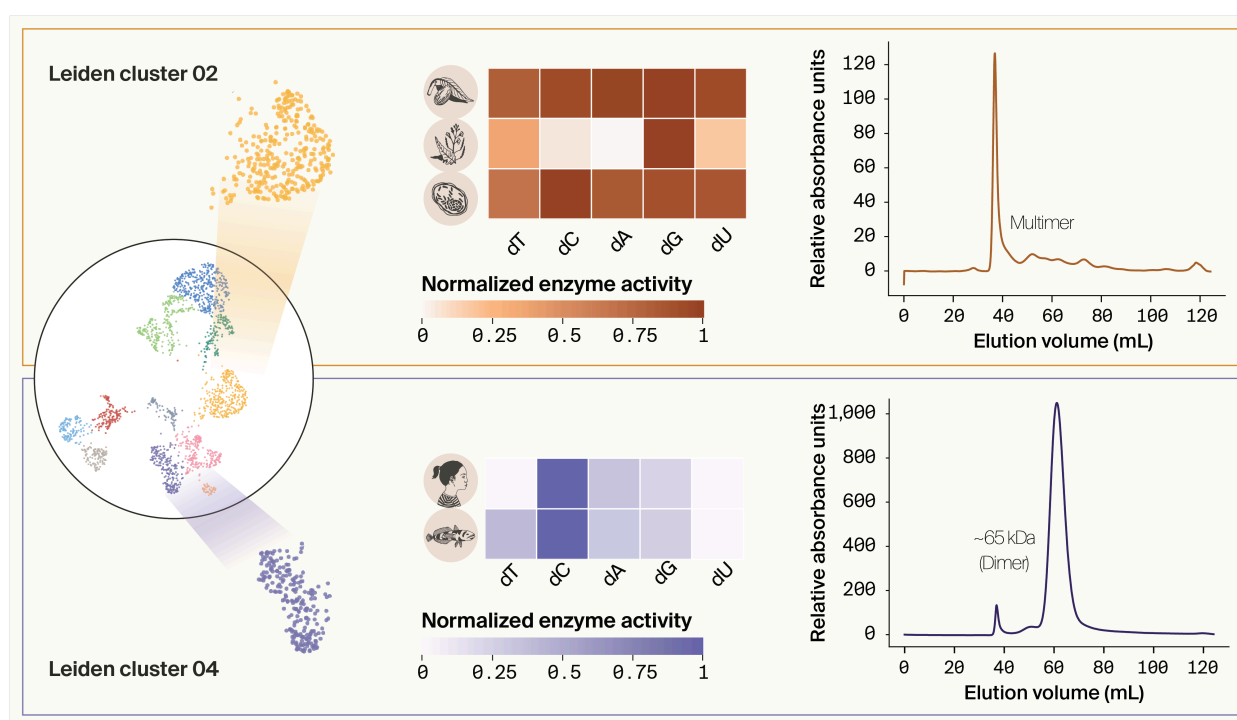 Leiden cluster 02
dT dC dA dG dU
Normalized enzyme activity
0 0.25 0.5 0.75 1
Relative absorbance units
120
100
80
60
40
20
0
Multimer
0 20 40 60 80 100 120
Elution volume (mL)
dT dC dA dG dU
Normalized enzyme activity
0 0.25 0.5 0.75 1
Leiden cluster 04
Relative absorbance units
1,000
800
600
400
200
0
~65 kDa
(Dimer)
0 20 40 60 80 100 120
Elution volume (mL)